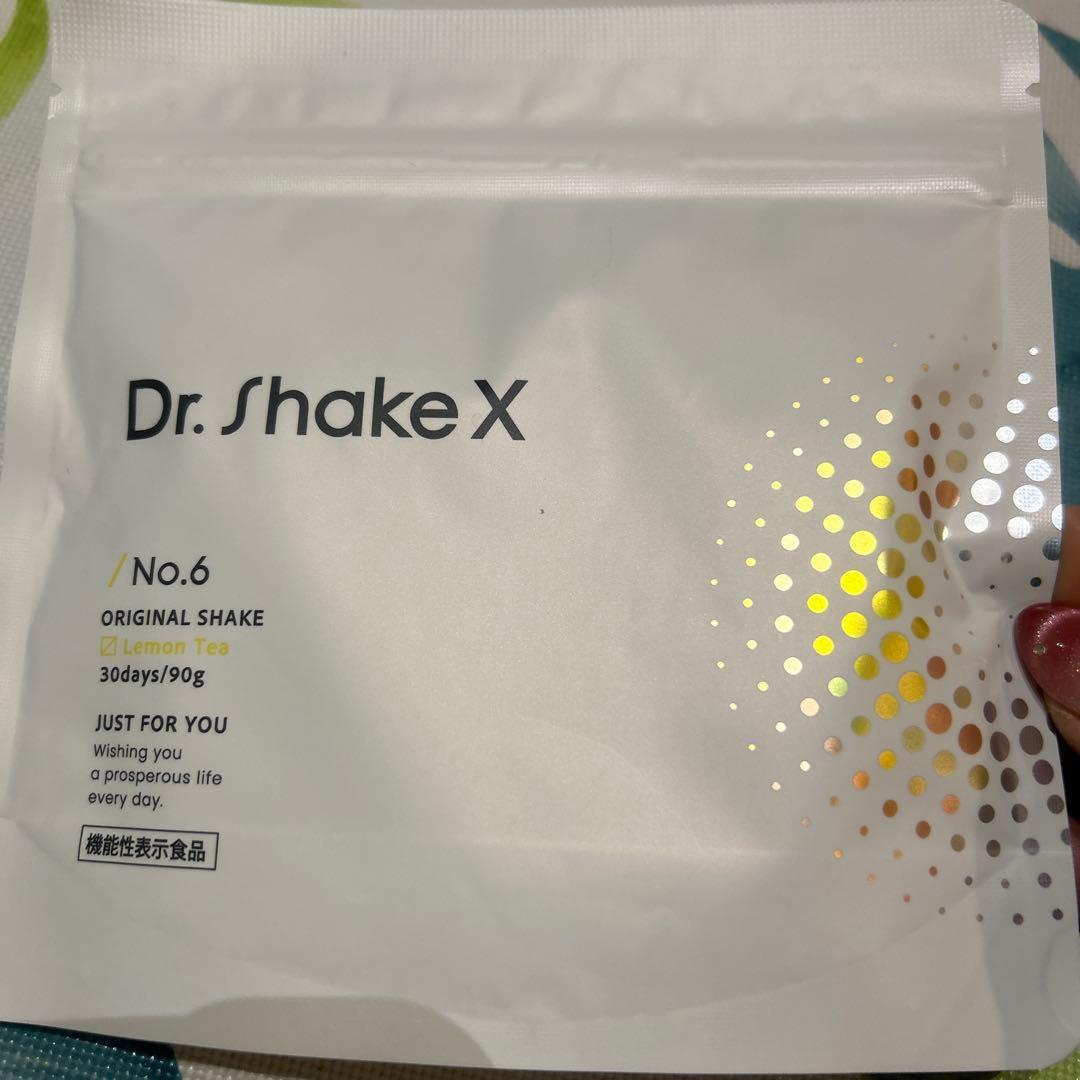 Dr. Shake X
/No.6
ORIGINAL SHAKE
Lemon Tea
30days/90g
JUST FOR YOU
Wishing you
a prosperous life
every day.
機能性表示食品